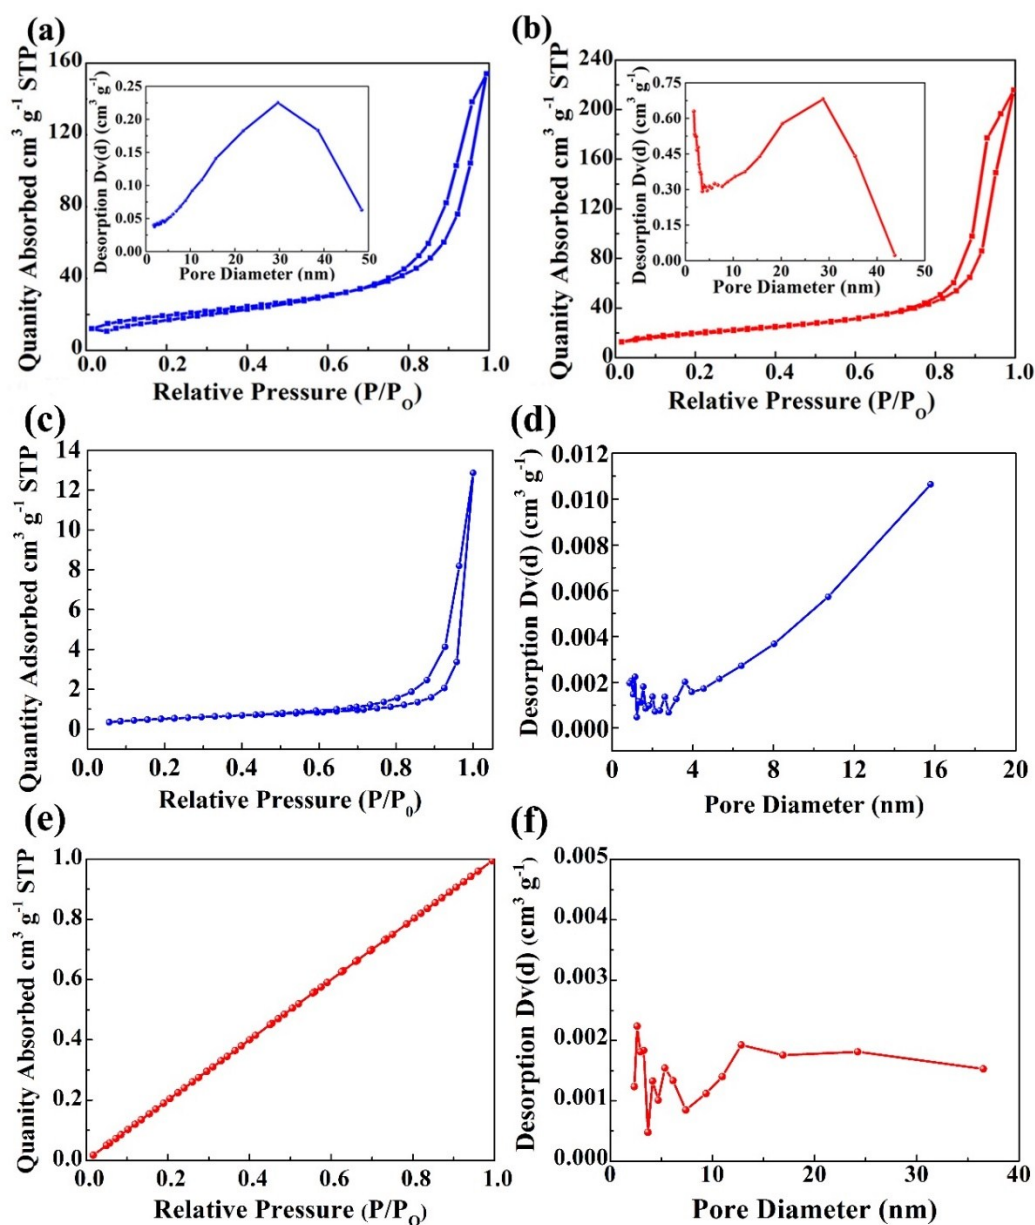 (a)
Quanity Absorbed cm³ g⁻¹ STP
160
120
80
40
0
0.0 0.2 0.4 0.6 0.8 1.0
Relative Pressure (P/P₀)
Desorption Dv(d) (cm³ g⁻¹)
0.25
0.20
0.15
0.10
0.05
0.00
0 10 20 30 40 50
Pore Diameter (nm)
(b)
Quanity Absorbed cm³ g⁻¹ STP
240
200
160
120
80
40
0
0.0 0.2 0.4 0.6 0.8 1.0
Relative Pressure (P/P₀)
Desorption Dv(d) (cm³ g⁻¹)
0.75
0.60
0.45
0.30
0.15
0.00
0 10 20 30 40 50
Pore Diameter (nm)
(c)
Quantity Adsorbed cm³ g⁻¹ STP
14
12
10
8
6
4
2
0
0.0 0.2 0.4 0.6 0.8 1.0
Relative Pressure (P/P₀)
(d)
Desorption Dv(d) (cm³ g⁻¹)
0.012
0.010
0.008
0.006
0.004
0.002
0.000
0 4 8 12 16 20
Pore Diameter (nm)
(e)
Quanity Absorbed cm³ g⁻¹ STP
1.0
0.8
0.6
0.4
0.2
0.0
0.0 0.2 0.4 0.6 0.8 1.0
Relative Pressure (P/P₀)
(f)
Desorption Dv(d) (cm³ g⁻¹)
0.005
0.004
0.003
0.002
0.001
0.000
0 10 20 30 40
Pore Diameter (nm)